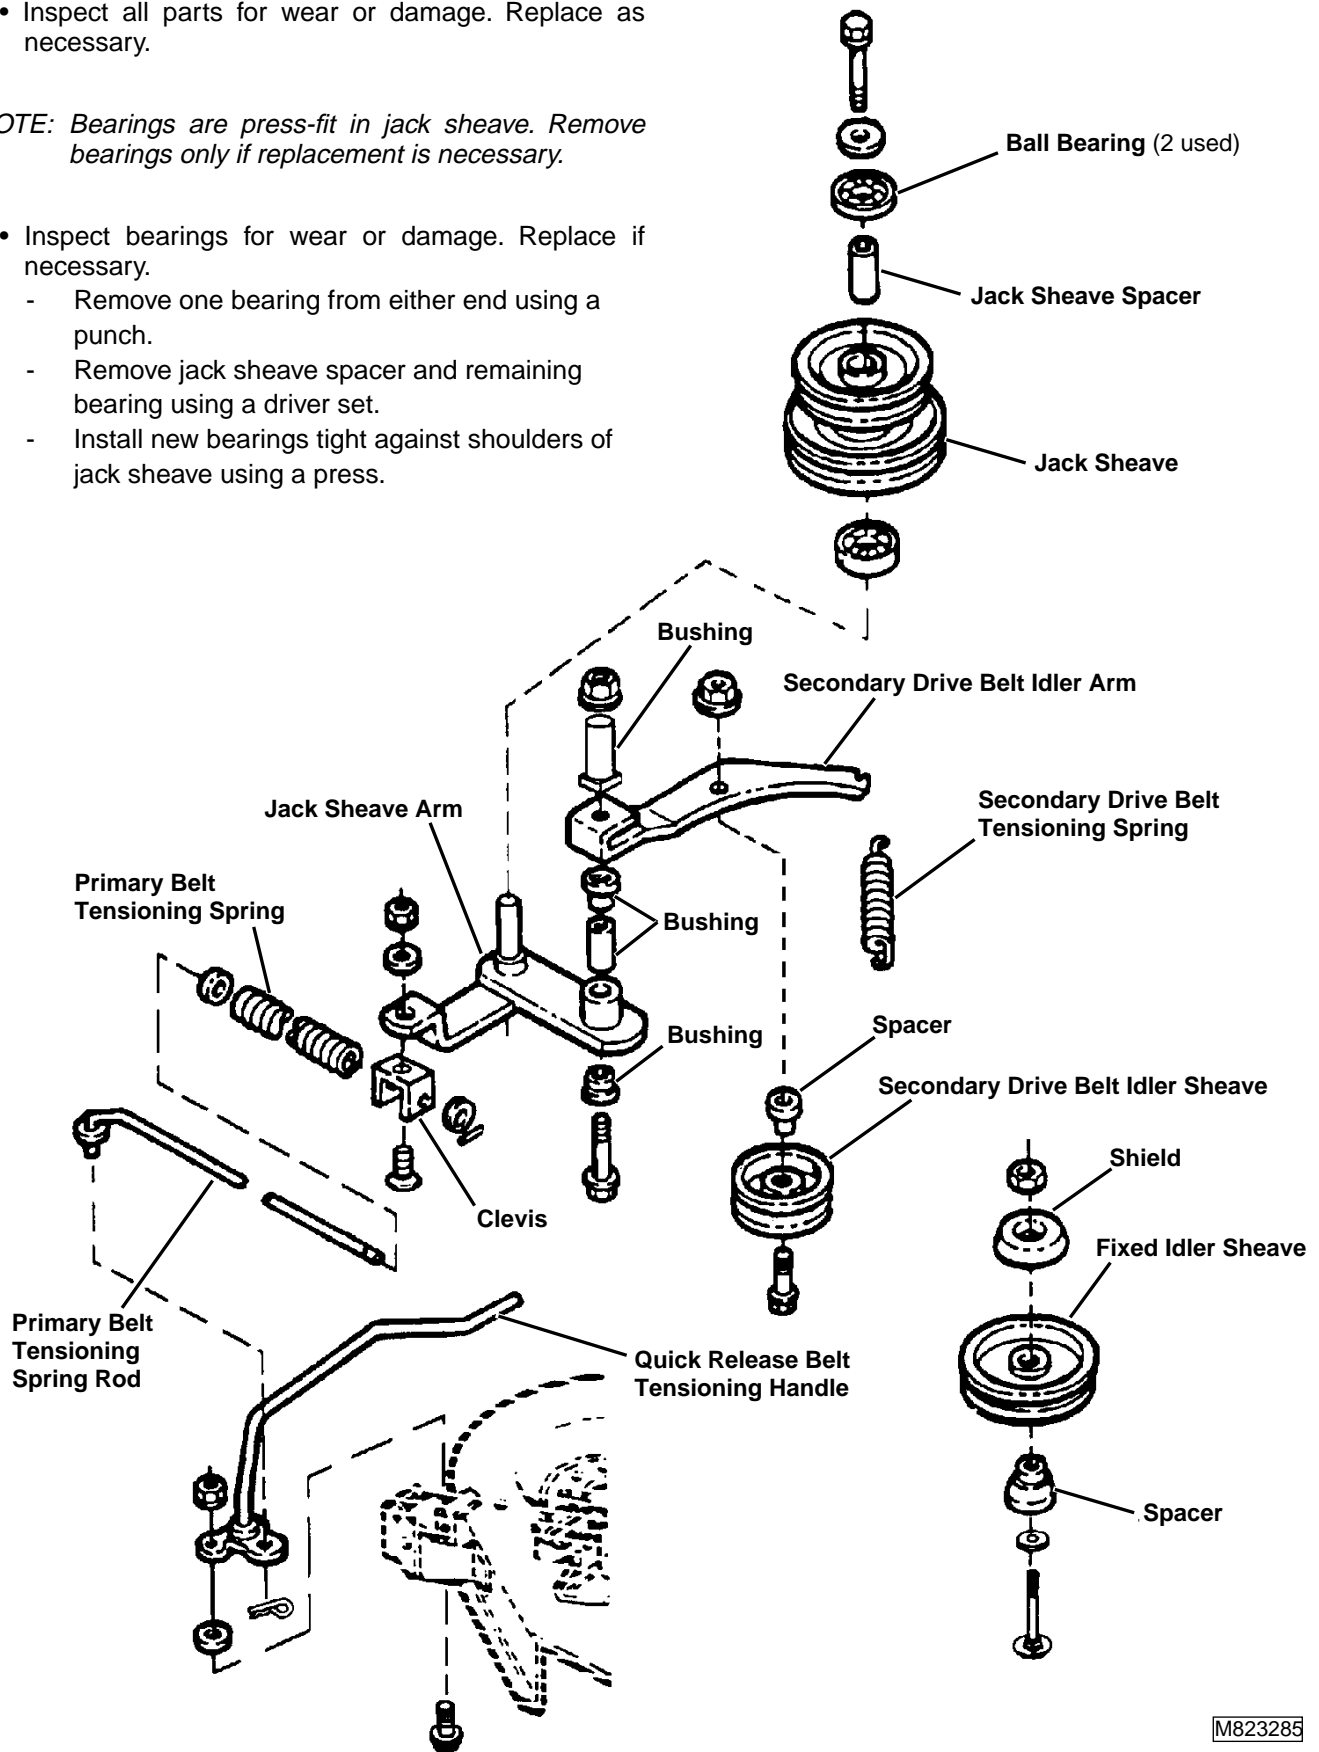 • Inspect all parts for wear or damage. Replace as
necessary.
OTE: Bearings are press-fit in jack sheave. Remove
bearings only if replacement is necessary.
• Inspect bearings for wear or damage. Replace if
necessary.
- Remove one bearing from either end using a
punch.
- Remove jack sheave spacer and remaining
bearing using a driver set.
- Install new bearings tight against shoulders of
jack sheave using a press.
Ball Bearing (2 used)
Jack Sheave Spacer
Jack Sheave
Bushing
Secondary Drive Belt Idler Arm
Jack Sheave Arm
Secondary Drive Belt
Tensioning Spring
Primary Belt
Tensioning Spring
Bushing
Bushing
Spacer
Secondary Drive Belt Idler Sheave
Shield
Clevis
Fixed Idler Sheave
Primary Belt
Tensioning
Spring Rod
Quick Release Belt
Tensioning Handle
Spacer
M823285